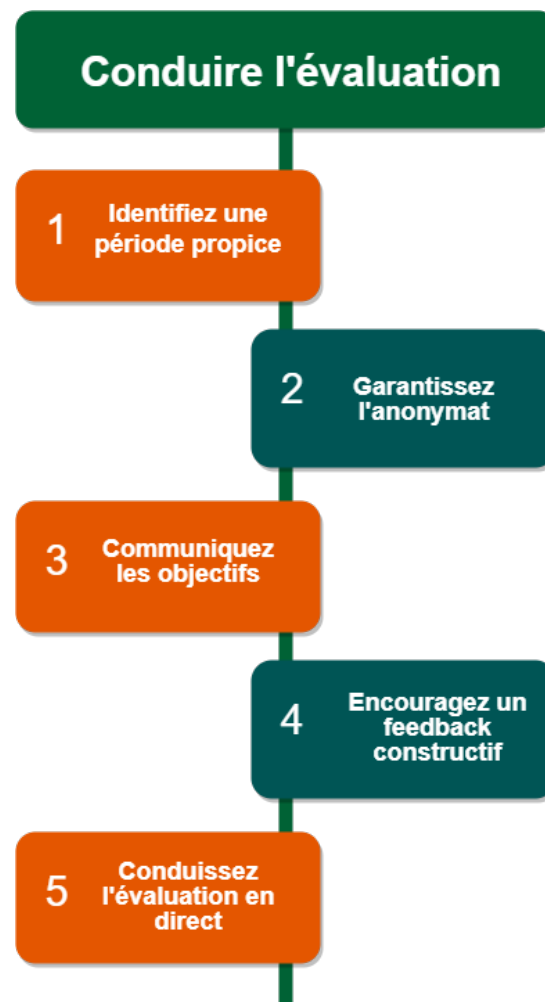 Conduire l'évaluation
1
Identifiez une
période propice
2
Garantissez
l'anonymat
3
Communiquez
les objectifs
4
Encouragez un
feedback
constructif
5
Conduissez
l'évaluation en
direct